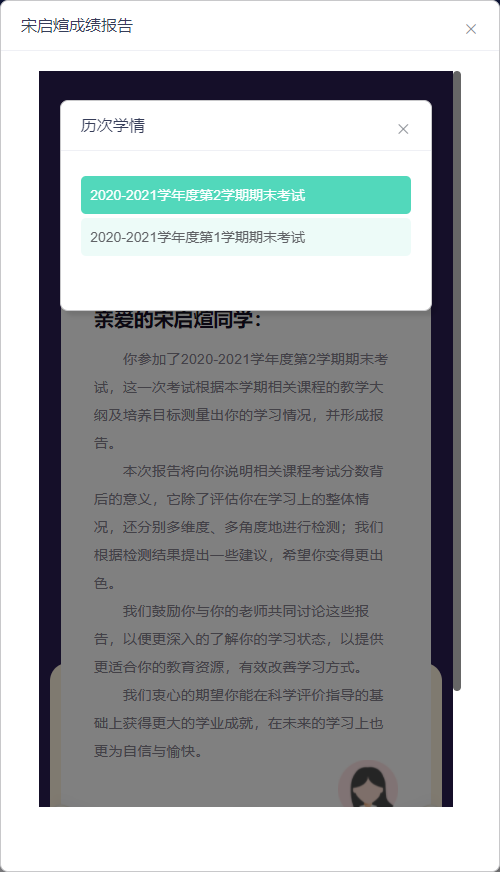 宋启煊成绩报告
历次学情
2020-2021学年度第2学期期末考试
2020-2021学年度第1学期期末考试
亲爱的宋启煊同学：
你参加了2020-2021学年度第2学期期末考
试，这一次考试根据本学期相关课程的教学大
纲及培养目标测量出你的学习情况，并形成报
告。
本次报告将向你说明相关课程考试分数背
后的意义，它除了评估你在学习上的整体情
况，还分别多维度、多角度地进行检测；我们
根据检测结果提出一些建议，希望你变得更出
色。
我们鼓励你与你的老师共同讨论这些报
告，以便更深入的了解你的学习状态，以提供
更适合你的教育资源，有效改善学习方式。
我们衷心的期望你能在科学评价指导的基
础上获得更大的学业成就，在未来的学习上也
更为自信与愉快。